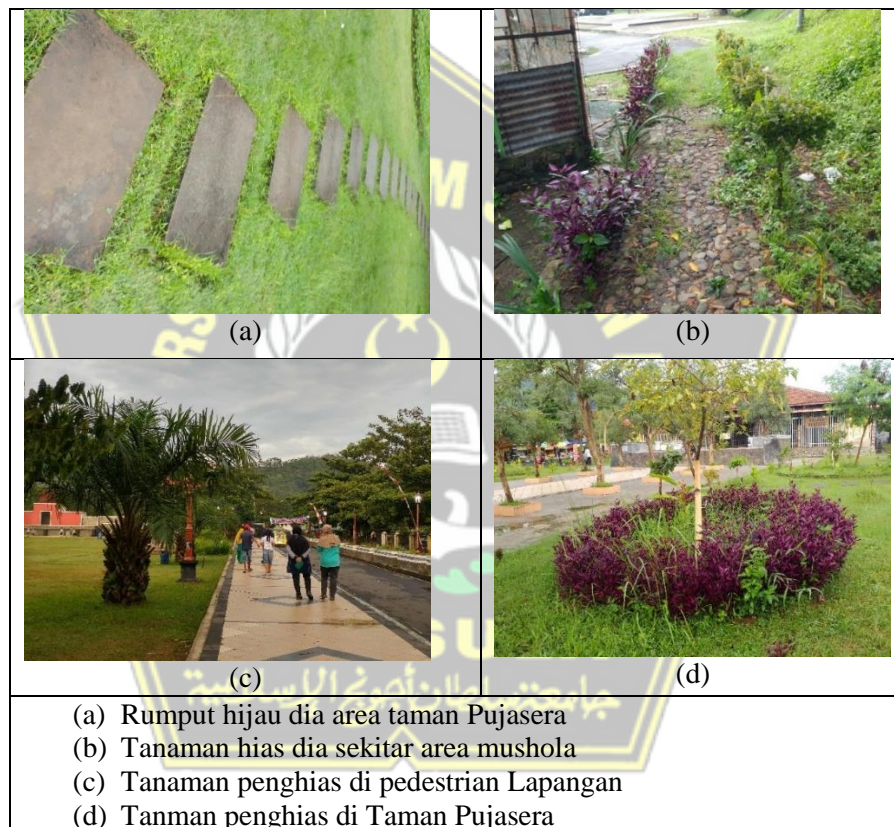 (a)
(b)
(c)
(d)
(a) Rumput hijau dia area taman Pujasera
(b) Tanaman hias dia sekitar area mushola
(c) Tanaman penghias di pedestrian Lapangan
(d) Tanman penghias di Taman Pujasera